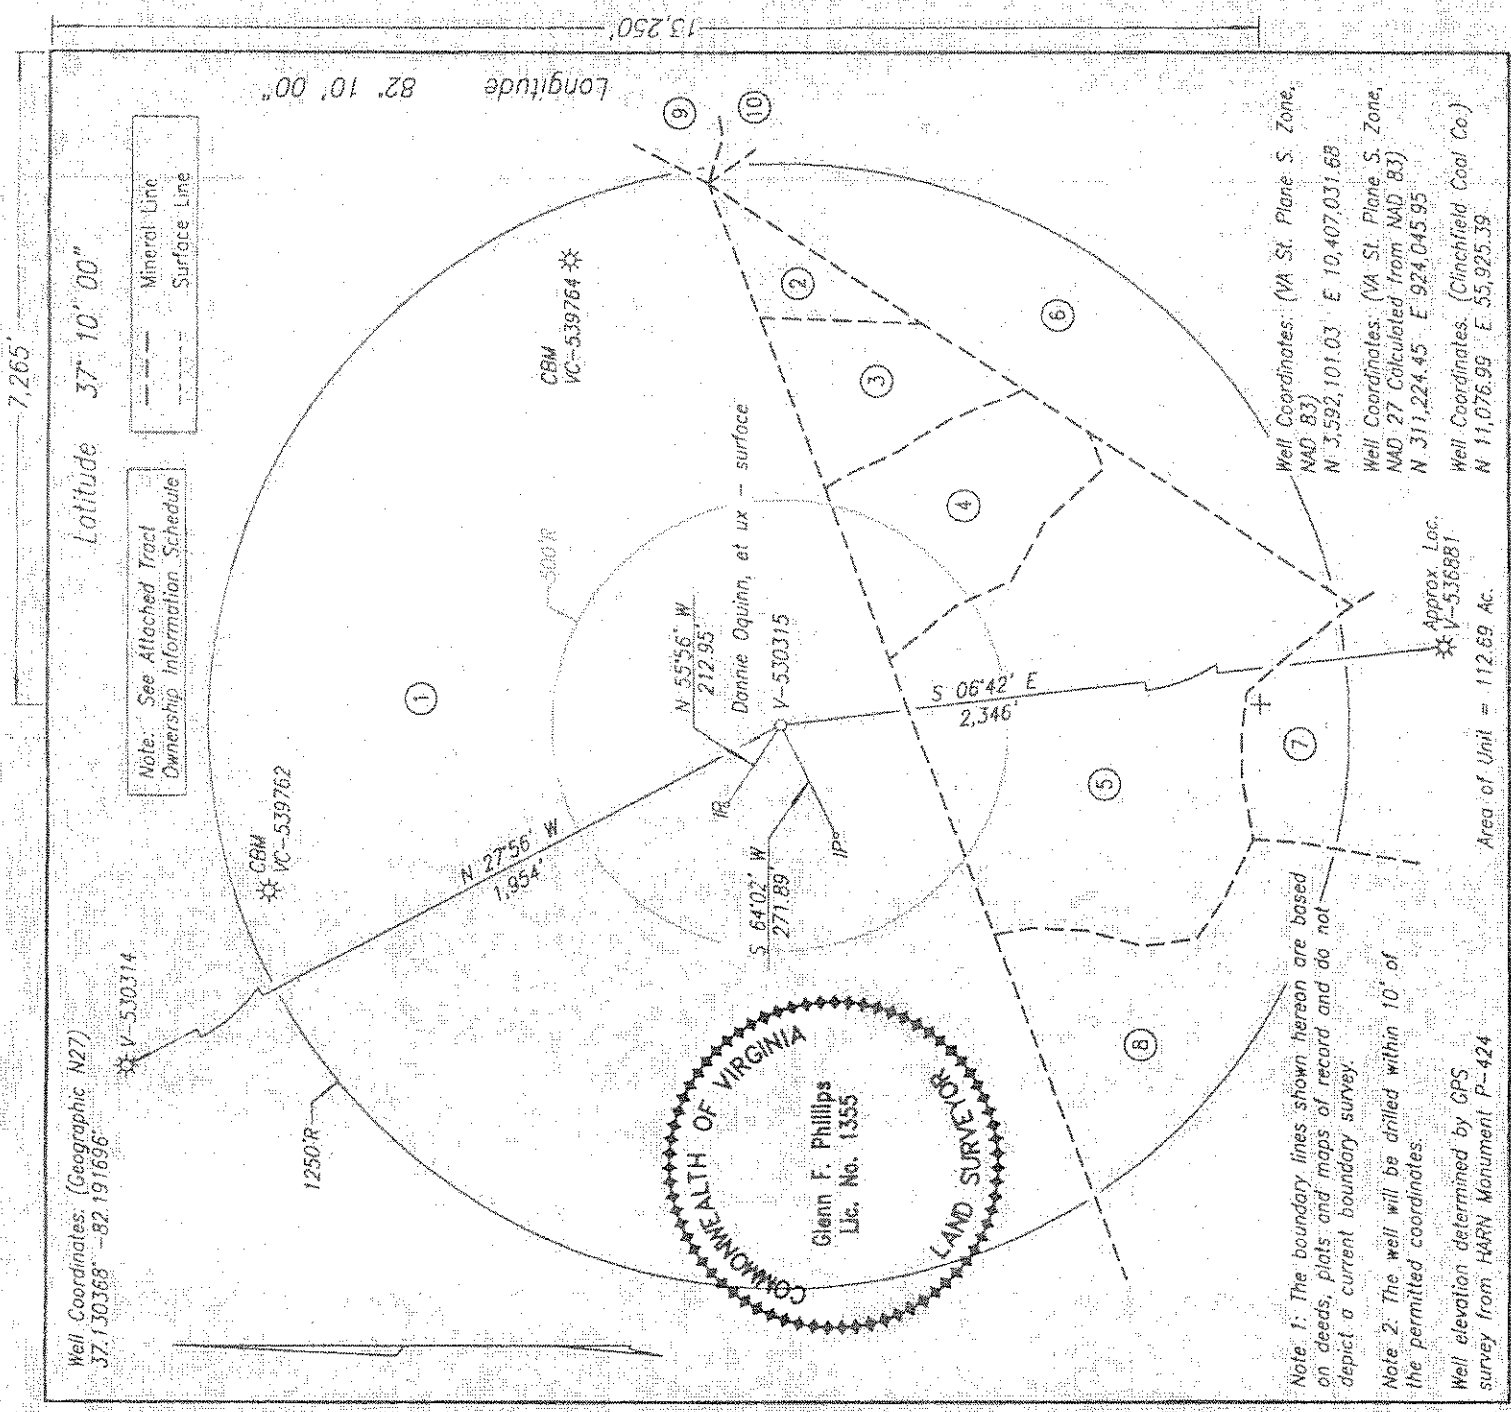 7,265'
13,250'
Latitude 37° 10' 00"
Longitude 82° 10' 00"
Well Coordinates: (Geographic N27)
37.130368° -82.191696°
Note: See Attached Tract
Ownership Information Schedule
Mineral Line
Surface Line
V-530314
CBM
VC-539762
CBM
VC-539764
1250'R
500'R
N 27°56' W
1,954'
N 55°56' W
212.95'
Dannie Oquinn, et ux - surface
V-530315
IP
S 64°02' W
271.89
IP
S 06°42' E
2,346'
1
2
3
4
5
6
7
8
9
10
COMMONWEALTH OF VIRGINIA
Glenn F. Phillips
Lic. No. 1355
LAND SURVEYOR
Approx. Loc.
V-536881
Note 1: The boundary lines shown hereon are based
on deeds, plats and maps of record and do not
depict a current boundary survey.
Note 2: The well will be drilled within 10' of
the permitted coordinates.
Well elevation determined by GPS
survey from HARN Monument P-424
Area of Unit = 112.69 Ac.
Well Coordinates: (VA St. Plane S. Zone,
NAD 83)
N 3,592,101.03 E 10,407,031.68
Well Coordinates: (VA St. Plane S. Zone,
NAD 27 Calculated from NAD 83)
N 311,224.45 E 924,045.95
Well Coordinates: (Clinchfield Coal Co.)
N 11,076.99 E 55,925.39